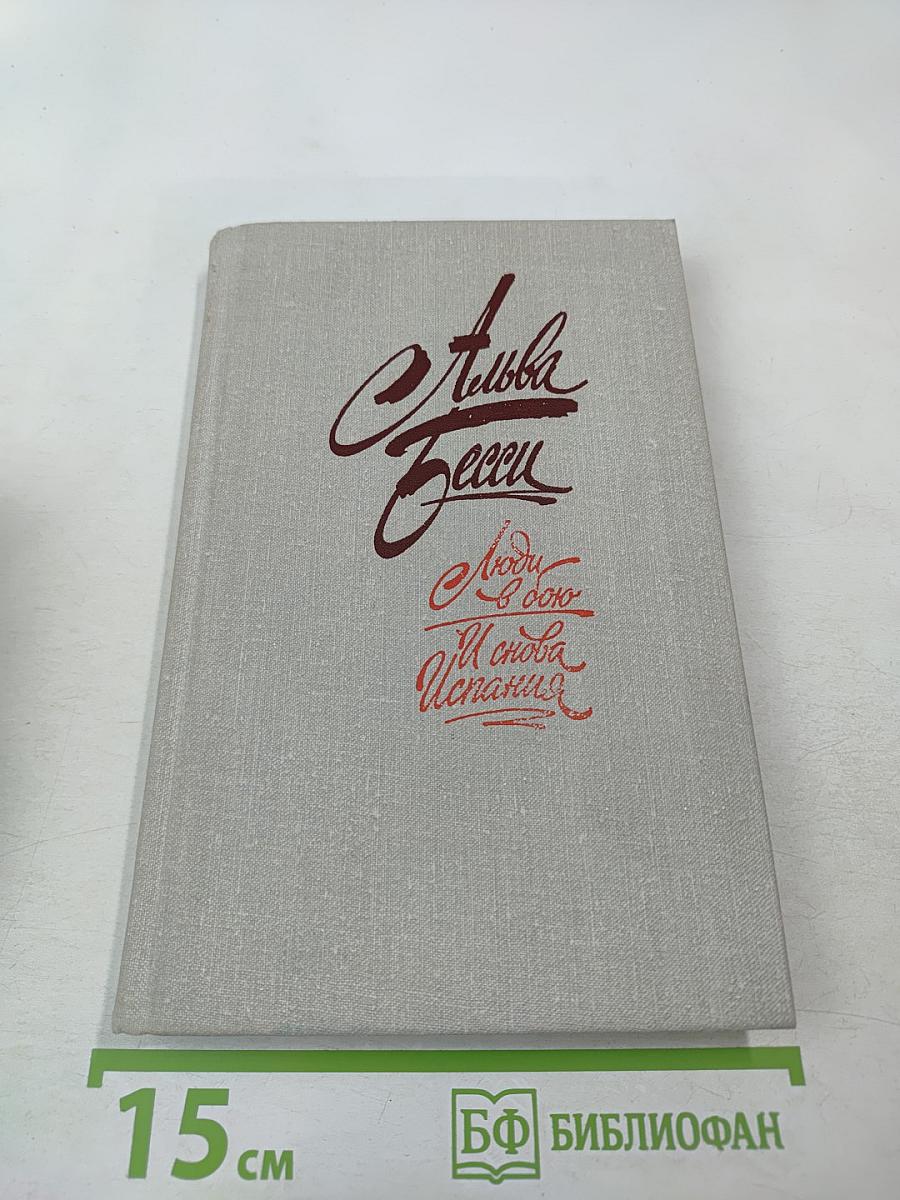 Альва
Бесси
Люди
в бою
И снова
Испания
15 см
БФ БИБЛИОФАН